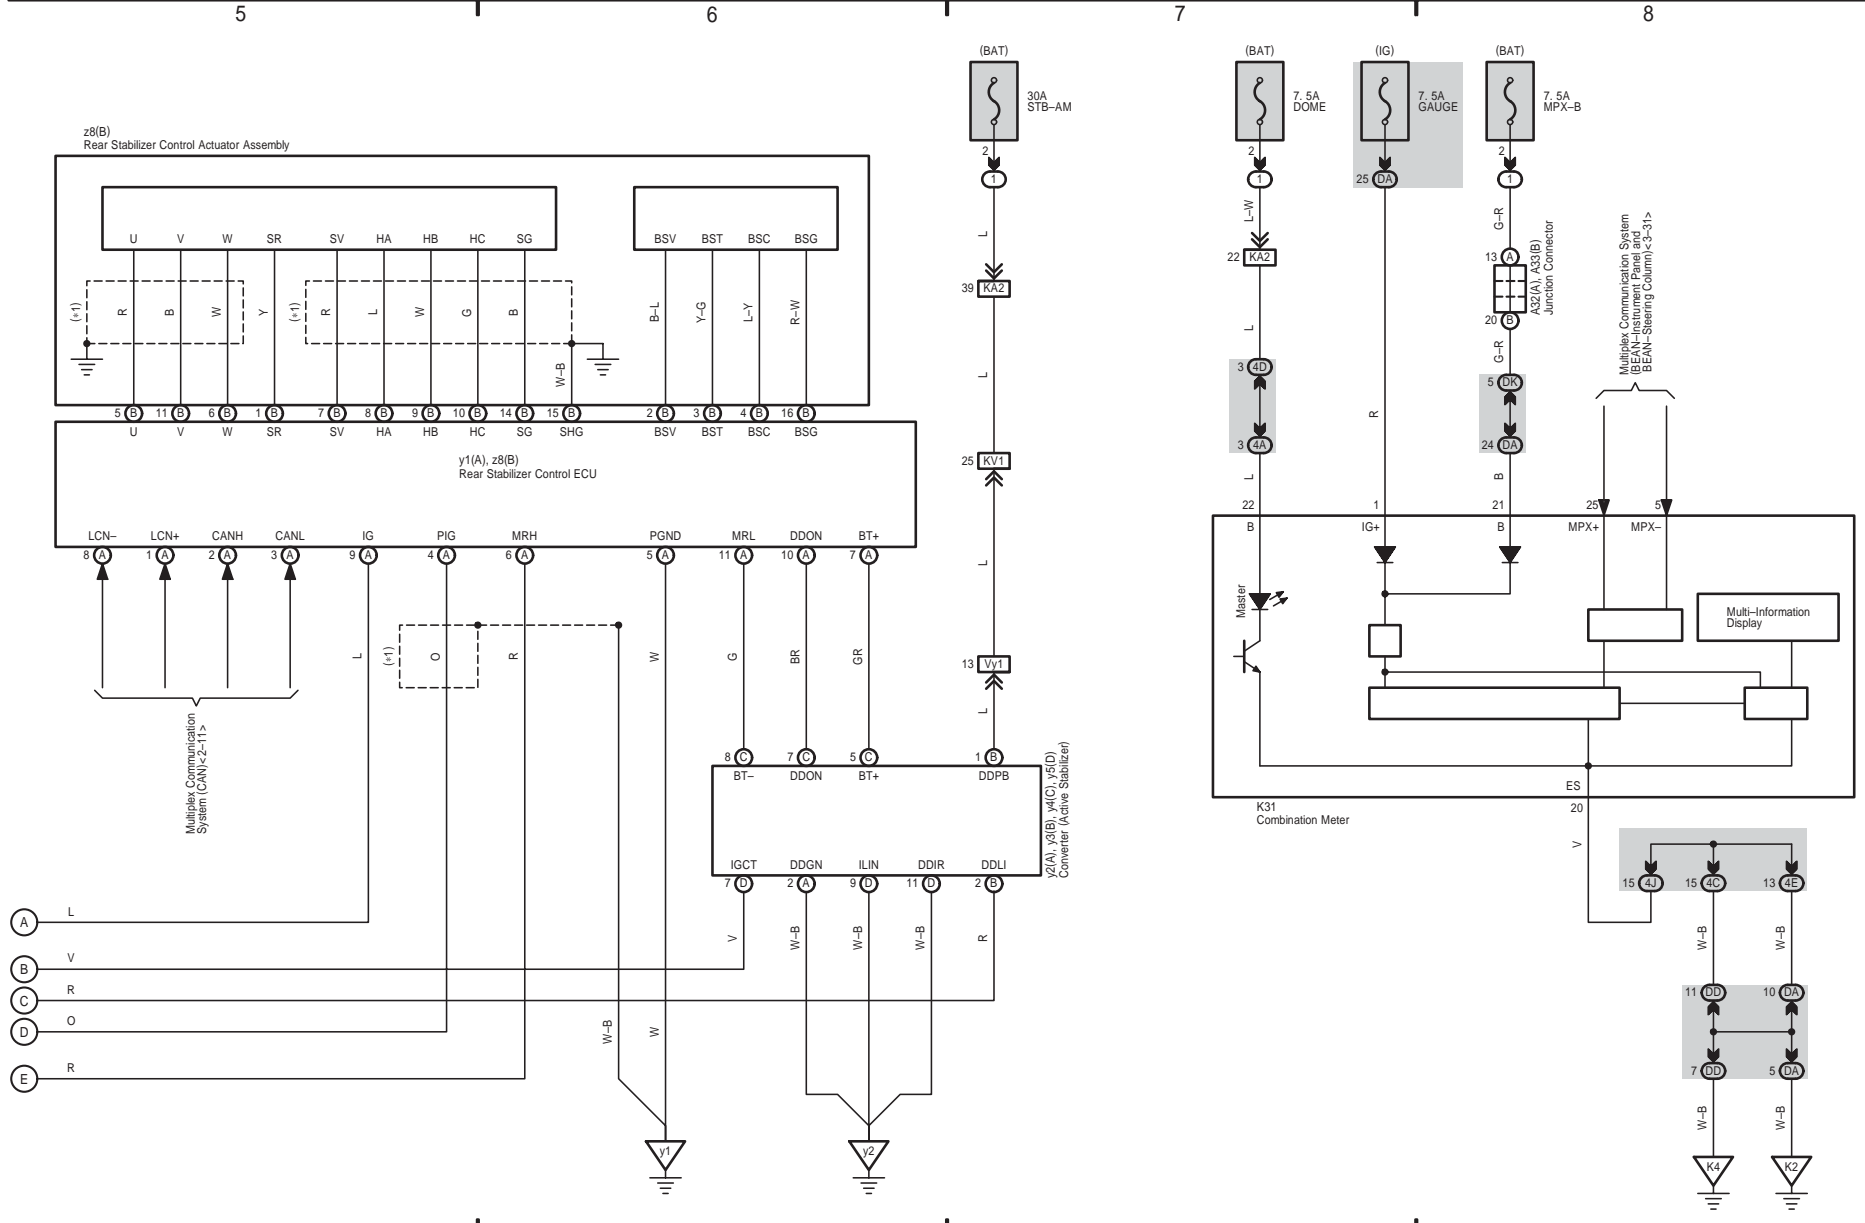 5 6 7 8
(BAT) (BAT) (IG) (BAT)
30A
STB–AM
7. 5A
DOME
7. 5A
GAUGE
7. 5A
MPX–B
2 2 2
1 25 DA 1 1
z8(B)
Rear Stabilizer Control Actuator Assembly
U V W SR SV HA HB HC SG BSV BST BSC BSG
(∗1) R B W Y (∗1) R L W G B W–B B–L Y–G L–Y R–W
5 B 11 B 6 B 1 B 7 B 8 B 9 B 10 B 14 B 15 B 2 B 3 B 4 B 16 B
U V W SR SV HA HB HC SG SHG BSV BST BSC BSG
y1(A), z8(B)
Rear Stabilizer Control ECU
LCN– LCN+ CANH CANL IG PIG MRH PGND MRL DDON BT+
8 A 1 A 2 A 3 A 9 A 4 A 6 A 5 A 11 A 10 A 7 A
L (∗1) O R W G BR GR
Multiplex Communication
System (CAN)<2–11>
L
39 KA2
L
25 KV1
L
13 Vy1
L
8 C 7 C 5 C 1 B
BT– DDON BT+ DDPB
y2(A), y3(B), y4(C), y5(D)
Converter (Active Stabilizer)
IGCT DDGN ILIN DDIR DDLI
7 D 2 A 9 D 11 D 2 B
V W–B W–B W–B R
A L
B V
C R
D O
E R
W–B W
y1 y2
L–W
22 KA2
L
3 4D
3 4A
L
R
G–R
13 A
A32(A), A33(B)
Junction Connector
20 B
G–R
5 DK
24 DA
B
Multiplex Communication System
(BEAN–Instrument Panel and
BEAN–Steering Column)<3–31>
22 1 21 25 5
B IG+ B MPX+ MPX–
Master
Multi–Information
Display
ES
K31
Combination Meter
20
V
15 4J 15 4C 13 4E
W–B W–B
11 DD 10 DA
7 DD 5 DA
W–B W–B
K4 K2